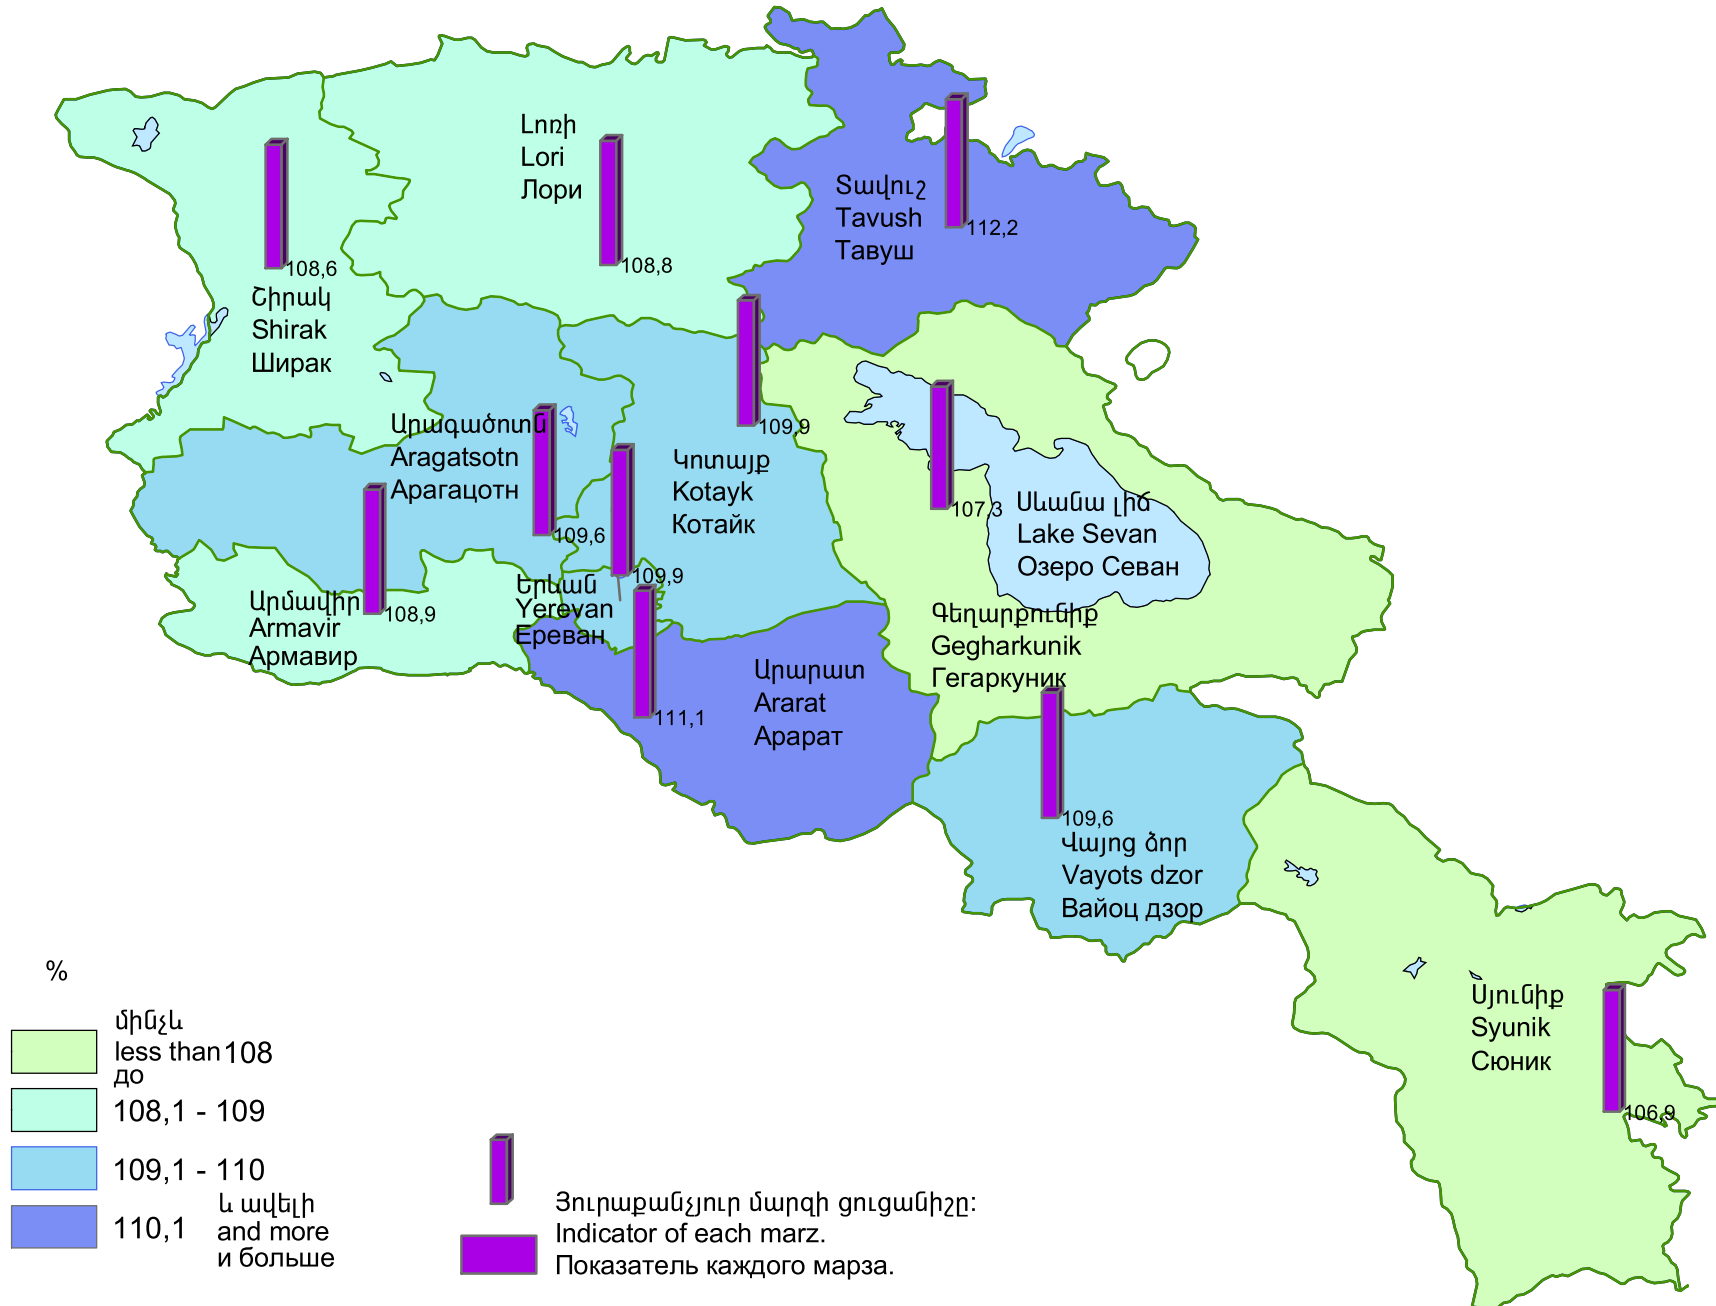 Լոռի
Lori
Лори
108,8
Տավուշ
Tavush
Тавуш
112,2
108,6
Շիրակ
Shirak
Ширак
Արագածոտն
Aragatsotn
Арагацотн
109,6
109,9
Կոտայք
Kotayk
Котайк
107,3
Սևանա լիճ
Lake Sevan
Озеро Севан
Արմավիր
Armavir
Армавир
108,9
Երևան
Yerevan
Ереван
109,9
Գեղարքունիք
Gegharkunik
Гегаркуник
Արարատ
Ararat
Арарат
111,1
109,6
Վայոց ձոր
Vayots dzor
Вайоц дзор
Սյունիք
Syunik
Сюник
106,9
%
մինչև
less than 108
до
108,1 - 109
109,1 - 110
110,1
և ավելի
and more
и больше
Յուրաքանչյուր մարզի ցուցանիշը:
Indicator of each marz.
Показатель каждого марза.